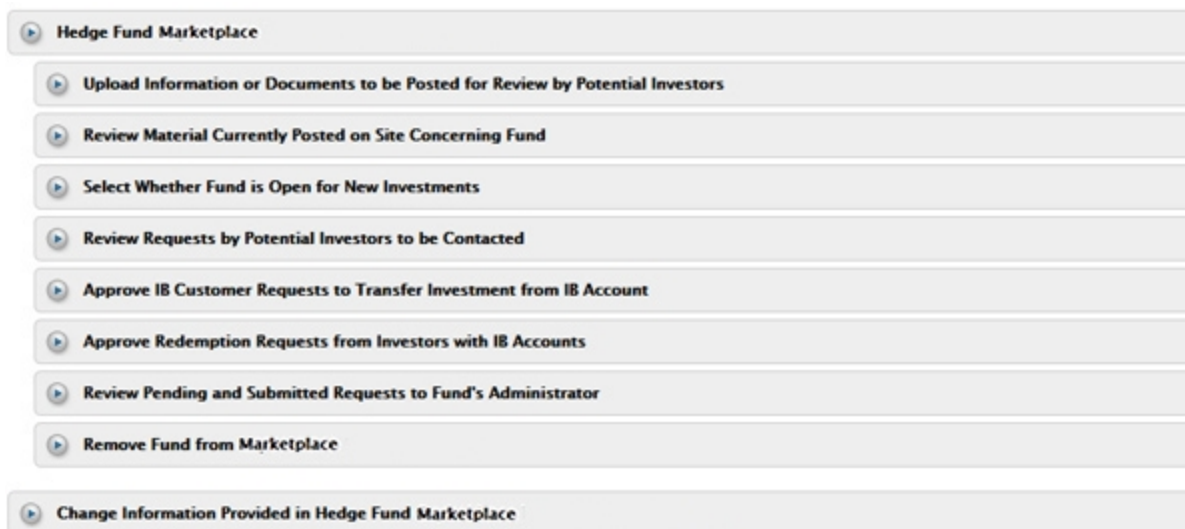 Hedge Fund Marketplace
Upload Information or Documents to be Posted for Review by Potential Investors
Review Material Currently Posted on Site Concerning Fund
Select Whether Fund is Open for New Investments
Review Requests by Potential Investors to be Contacted
Approve IB Customer Requests to Transfer Investment from IB Account
Approve Redemption Requests from Investors with IB Accounts
Review Pending and Submitted Requests to Fund's Administrator
Remove Fund from Marketplace
Change Information Provided in Hedge Fund Marketplace